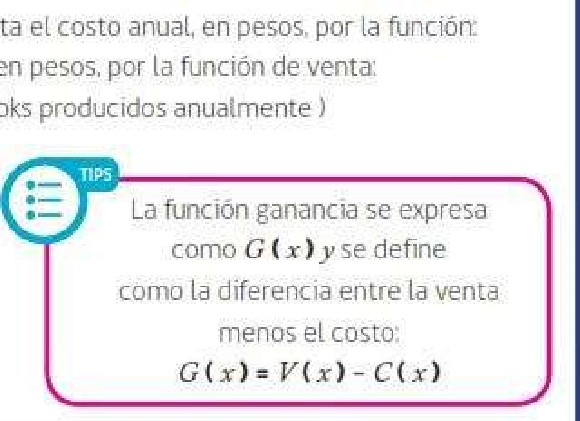 ta el costo anual, en pesos, por la función:
en pesos, por la función de venta:
oks producidos anualmente )
TIPS
La función ganancia se expresa
como G(x) y se define
como la diferencia entre la venta
menos el costo:
G(x) = V(x) - C(x)